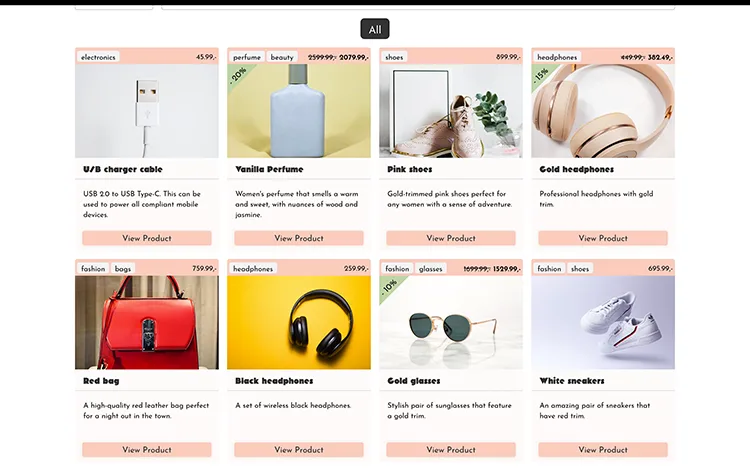 All
electronics 45.99,-
perfume beauty 2599.99,- 2079.99,-
shoes 899.99,-
headphones 449.99,- 382.49,-
- 20%
- 15%
USB charger cable
Vanilla Perfume
Pink shoes
Gold headphones
USB 2.0 to USB Type-C. This can be
used to power all compliant mobile
devices.
Women's perfume that smells a warm
and sweet, with nuances of wood and
jasmine.
Gold-trimmed pink shoes perfect for
any women with a sense of adventure.
Professional headphones with gold
trim.
View Product
View Product
View Product
View Product
fashion bags 759.99,-
headphones 259.99,-
fashion glasses 1699.99,- 1529.99,-
fashion shoes 695.99,-
- 10%
Red bag
Black headphones
Gold glasses
White sneakers
A high-quality red leather bag perfect
for a night out in the town.
A set of wireless black headphones.
Stylish pair of sunglasses that feature
a gold trim.
An amazing pair of sneakers that
have red trim.
View Product
View Product
View Product
View Product